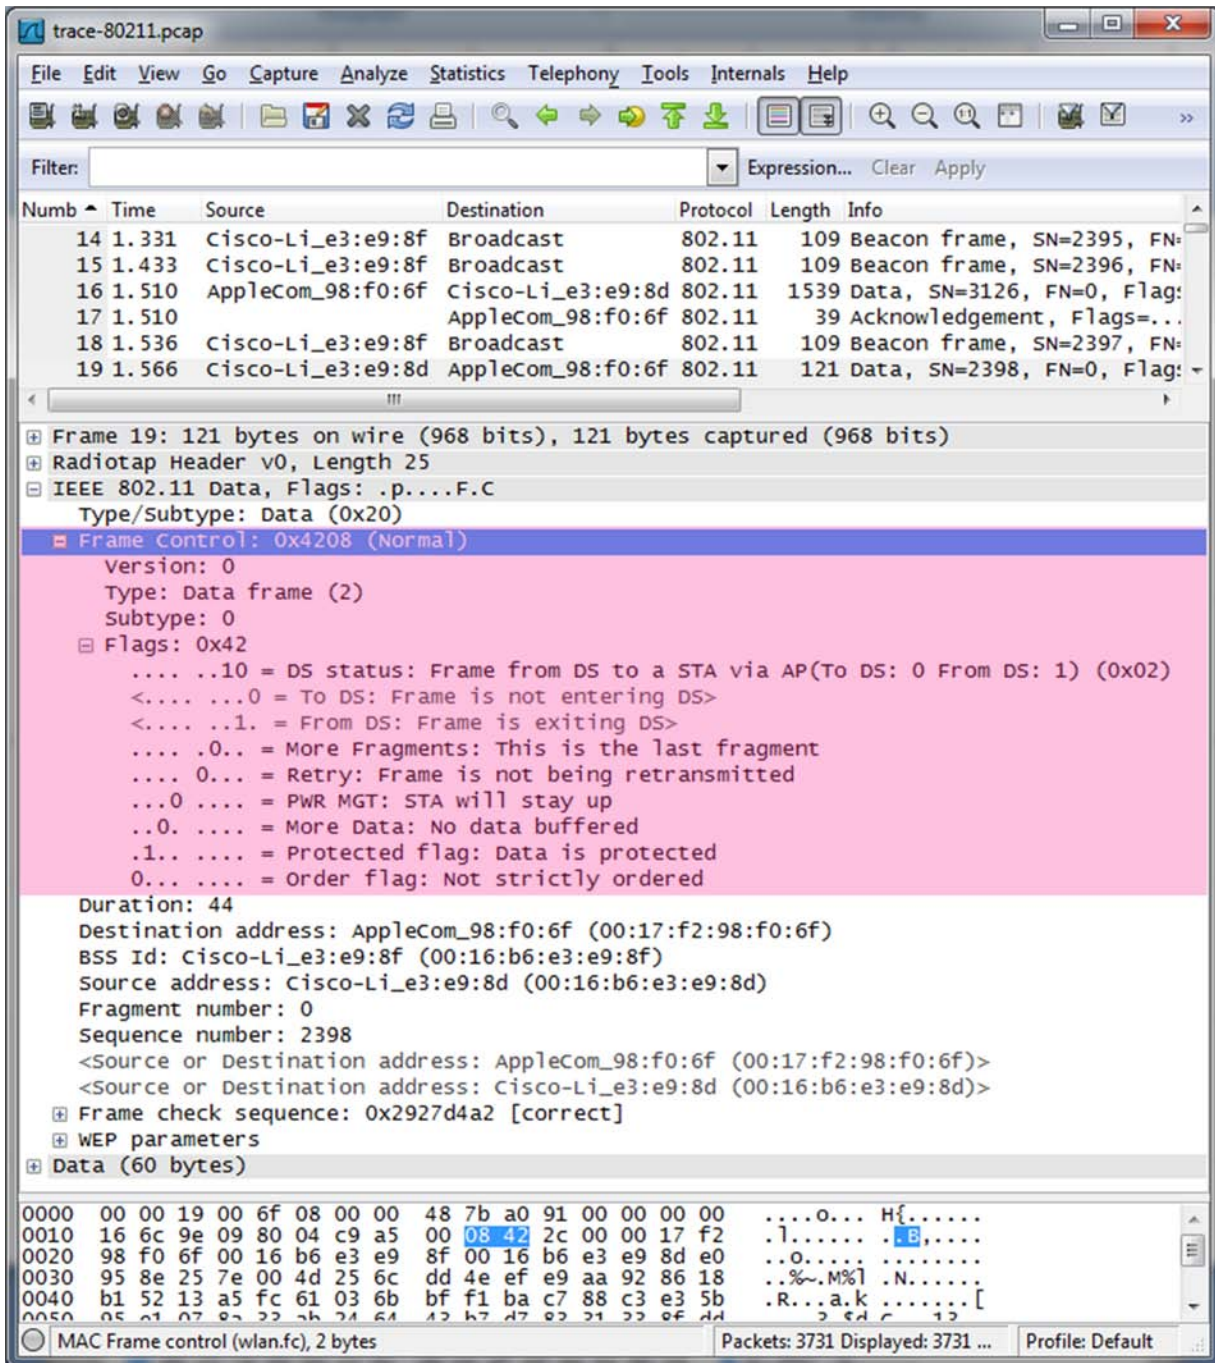 trace-80211.pcap
File Edit View Go Capture Analyze Statistics Telephony Tools Internals Help
Filter: Expression... Clear Apply
Numb Time Source Destination Protocol Length Info
14 1.331 Cisco-Li_e3:e9:8f Broadcast 802.11 109 Beacon frame, SN=2395, FN=
15 1.433 Cisco-Li_e3:e9:8f Broadcast 802.11 109 Beacon frame, SN=2396, FN=
16 1.510 AppleCom_98:f0:6f Cisco-Li_e3:e9:8d 802.11 1539 Data, SN=3126, FN=0, Flags
17 1.510 AppleCom_98:f0:6f 802.11 39 Acknowledgement, Flags=...
18 1.536 Cisco-Li_e3:e9:8f Broadcast 802.11 109 Beacon frame, SN=2397, FN=
19 1.566 Cisco-Li_e3:e9:8d AppleCom_98:f0:6f 802.11 121 Data, SN=2398, FN=0, Flags
Frame 19: 121 bytes on wire (968 bits), 121 bytes captured (968 bits)
Radiotap Header v0, Length 25
IEEE 802.11 Data, Flags: .p....F.C
Type/Subtype: Data (0x20)
Frame Control: 0x4208 (Normal)
Version: 0
Type: Data frame (2)
Subtype: 0
Flags: 0x42
.... ..10 = DS status: Frame from DS to a STA via AP(To DS: 0 From DS: 1) (0x02)
<.... ...0 = To DS: Frame is not entering DS>
<.... ..1. = From DS: Frame is exiting DS>
.... .0.. = More Fragments: This is the last fragment
.... 0... = Retry: Frame is not being retransmitted
...0 .... = PWR MGT: STA will stay up
..0. .... = More Data: No data buffered
.1.. .... = Protected flag: Data is protected
0... .... = Order flag: Not strictly ordered
Duration: 44
Destination address: AppleCom_98:f0:6f (00:17:f2:98:f0:6f)
BSS Id: Cisco-Li_e3:e9:8f (00:16:b6:e3:e9:8f)
Source address: Cisco-Li_e3:e9:8d (00:16:b6:e3:e9:8d)
Fragment number: 0
Sequence number: 2398
<Source or Destination address: AppleCom_98:f0:6f (00:17:f2:98:f0:6f)>
<Source or Destination address: Cisco-Li_e3:e9:8d (00:16:b6:e3:e9:8d)>
Frame check sequence: 0x2927d4a2 [correct]
WEP parameters
Data (60 bytes)
0000 00 00 19 00 6f 08 00 00 48 7b a0 91 00 00 00 00 ....o... H{......
0010 16 6c 9e 09 80 04 c9 a5 00 08 42 2c 00 00 17 f2 .l...... ..B,....
0020 98 f0 6f 00 16 b6 e3 e9 8f 00 16 b6 e3 e9 8d e0 ..o..... ........
0030 95 8e 25 7e 00 4d 25 6c dd 4e ef e9 aa 92 86 18 ..%~.M%l .N......
0040 b1 52 13 a5 fc 61 03 6b bf f1 ba c7 88 c3 e3 5b .R...a.k .......[
MAC Frame control (wlan.fc), 2 bytes Packets: 3731 Displayed: 3731 ... Profile: Default